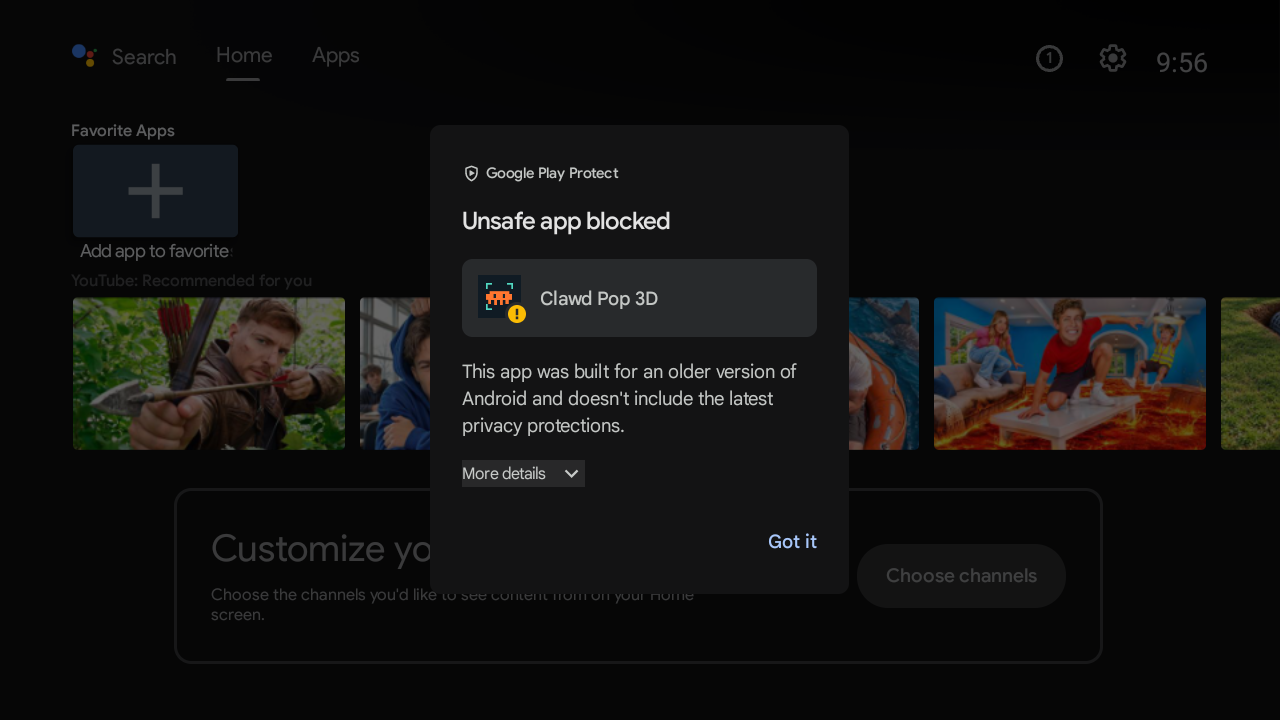 Search
Home
Apps
1
9:56
Favorite Apps
Add app to favorite
YouTube: Recommended for you
Google Play Protect
Unsafe app blocked
Clawd Pop 3D
This app was built for an older version of
Android and doesn't include the latest
privacy protections.
More details
Got it
Customize yo
Choose the channels you'd like to see content from on your Home
screen.
Choose channels